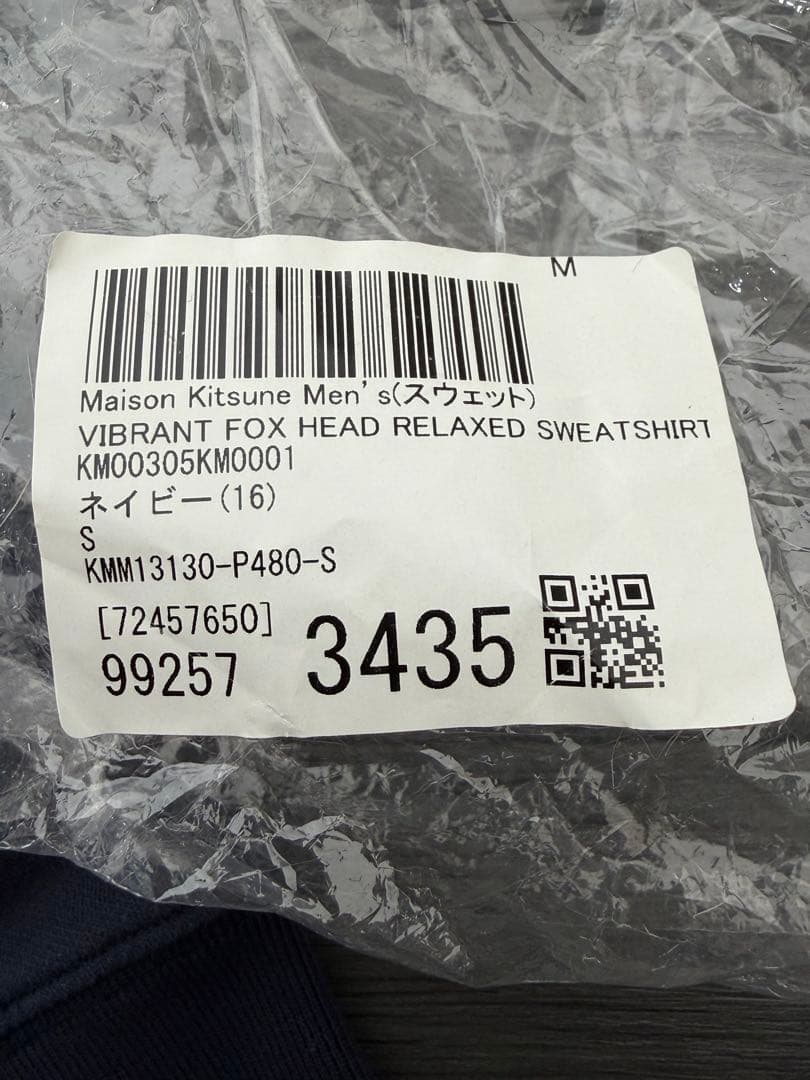 M
Maison Kitsune Men's(スウェット)
VIBRANT FOX HEAD RELAXED SWEATSHIRT
KM00305KM0001
ネイビー(16)
S
KMM13130-P480-S
[72457650]
99257 3435